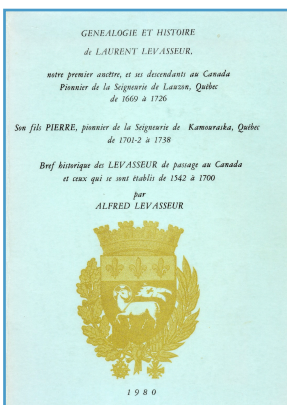 GENEALOGIE ET HISTOIRE
de LAURENT LEVASSEUR,
notre premier ancêtre, et ses descendants au Canada
Pionnier de la Seigneurie de Lauzon, Québec
de 1669 à 1726
Son fils PIERRE, pionnier de la Seigneurie de Kamouraska, Québec
de 1701-2 à 1738
Bref historique des LEVASSEUR de passage au Canada
et ceux qui se sont établis de 1542 à 1700
par
ALFRED LEVASSEUR
1980